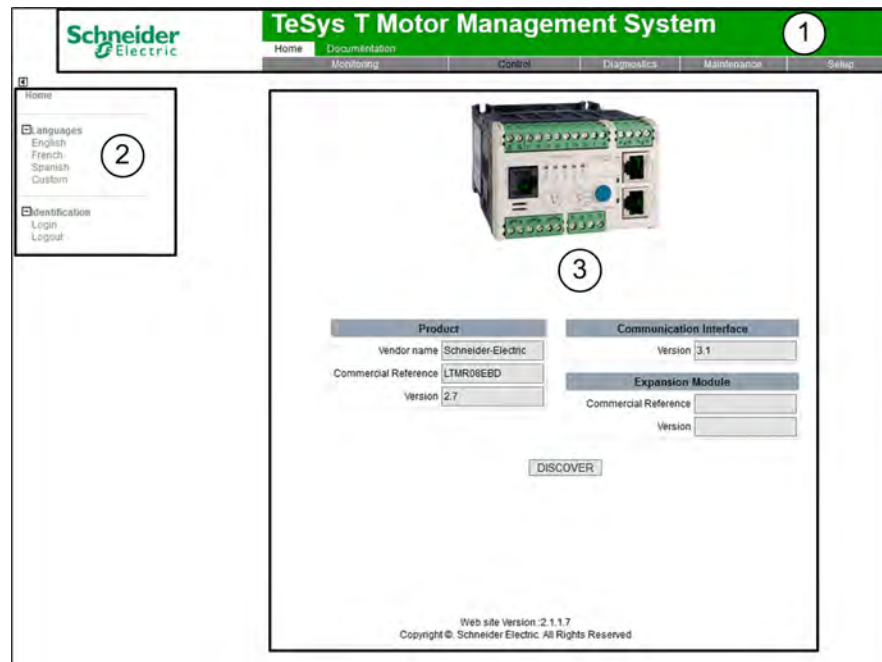 Schneider
Electric
TeSys T Motor Management System
1
Home Documentation
Monitoring Control Diagnostics Maintenance Setup
Home
Languages
English
French
Spanish
Custom
2
Identification
Login
Logout
3
Product
Vendor name Schneider-Electric
Commercial Reference LTMR08EBD
Version 2.7
Communication Interface
Version 3.1
Expansion Module
Commercial Reference
Version
DISCOVER
Web site Version :2.1.1.7
Copyright ©. Schneider Electric. All Rights Reserved